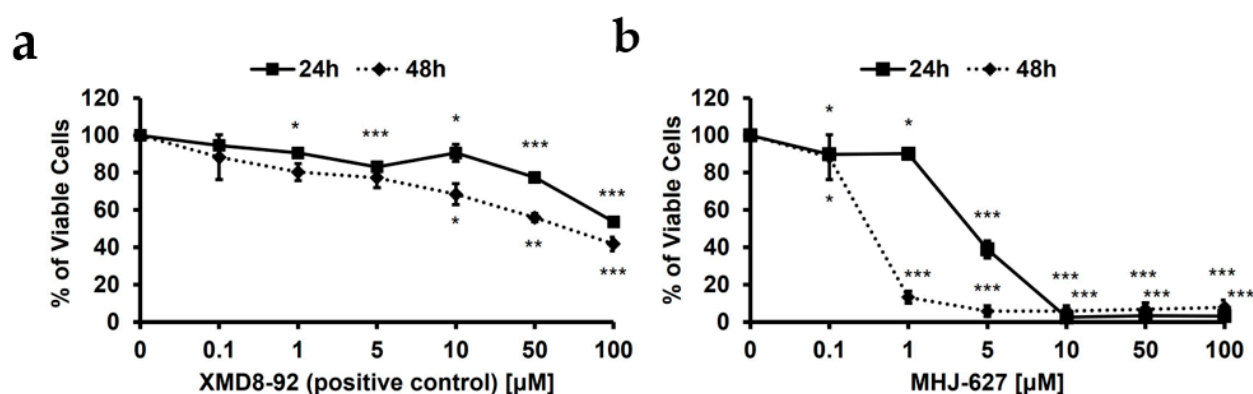 a
24h 48h
120
100
80
60
40
20
0
% of Viable Cells
* *** * *** ***
* ** ***
0 0.1 1 5 10 50 100
XMD8-92 (positive control) [µM]
b
24h 48h
120
100
80
60
40
20
0
% of Viable Cells
* * *** *** *** ***
* *** *** *** *** ***
0 0.1 1 5 10 50 100
MHJ-627 [µM]